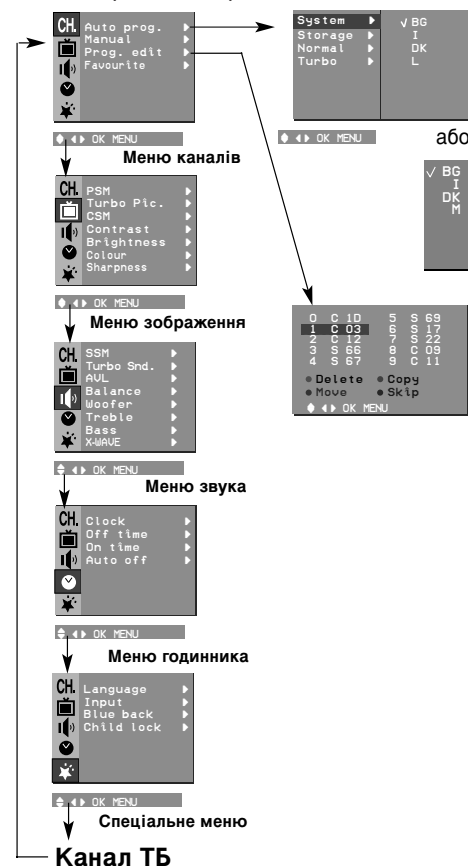 CH. Auto prog.
Manual
Prog. edit
Favourite
OK MENU
Меню каналів
System
Storage
Normal
Turbo
√ BG
I
DK
L
OK MENU
або
√ BG
I
DK
M
CH. PSM
Turbo Pic.
CSM
Contrast
Brightness
Colour
Sharpness
OK MENU
Меню зображення
0 C 1D 5 S 69
1 C 03 6 S 17
2 C 12 7 S 22
3 S 66 8 C 09
4 S 67 9 C 11
Delete Copy
Move Skip
OK MENU
CH. SSM
Turbo Snd.
AVL
Balance
Woofer
Treble
Bass
X-WAVE
OK MENU
Меню звука
CH. Clock
Off time
On time
Auto off
OK MENU
Меню годинника
CH. Language
Input
Blue back
Child lock
OK MENU
Спеціальне меню
Канал ТБ